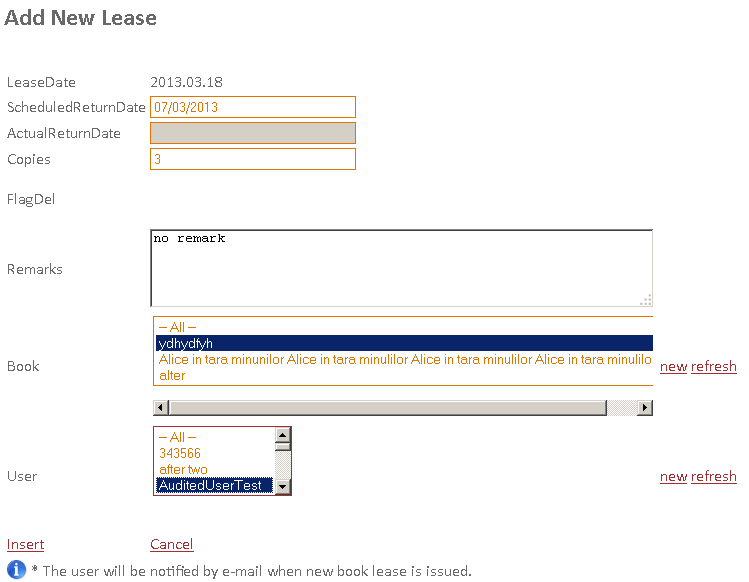 Add New Lease
LeaseDate 2013.03.18
ScheduledReturnDate 07/03/2013
ActualReturnDate
Copies 3
FlagDel
Remarks no remark
Book
-- All --
ydhydfyh
Alice in tara minunilor Alice in tara minulilor Alice in tara minulilor Alice in tara minulilo
alter
new refresh
User
-- All --
343566
after two
AuditedUserTest
new refresh
Insert Cancel
* The user will be notified by e-mail when new book lease is issued.